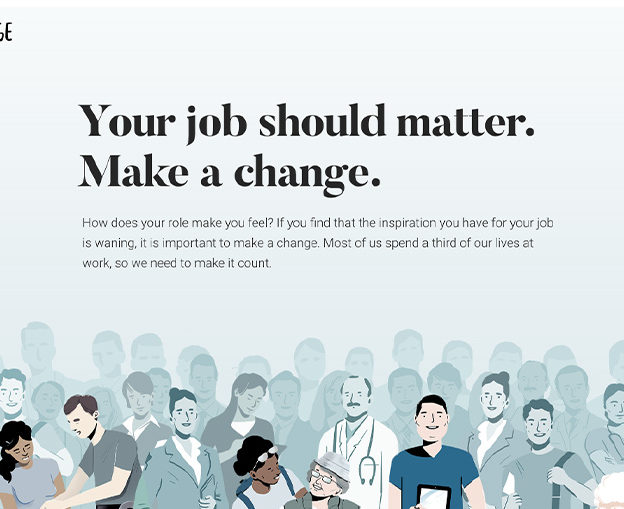 Your job should matter.
Make a change.
How does your role make you feel? If you find that the inspiration you have for your job
is waning, it is important to make a change. Most of us spend a third of our lives at
work, so we need to make it count.